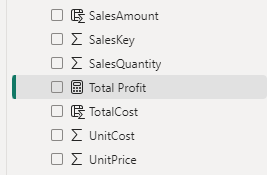 SalesAmount
SalesKey
SalesQuantity
Total Profit
TotalCost
UnitCost
UnitPrice